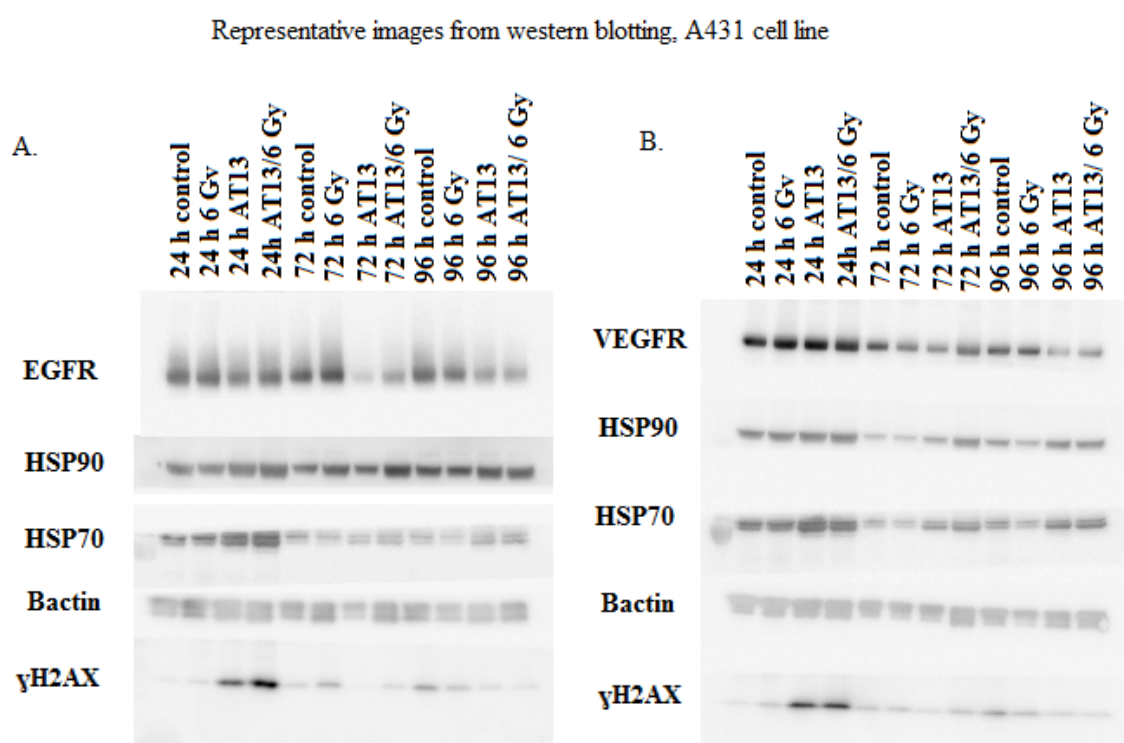 Representative images from western blotting, A431 cell line
A.
24 h control
24 h 6 Gv
24 h AT13
24h AT13/6 Gy
72 h control
72 h 6 Gy
72 h AT13
72 h AT13/6 Gy
96 h control
96 h 6 Gy
96 h AT13
96 h AT13/ 6 Gy
EGFR
HSP90
HSP70
Bactin
ɣH2AX
B.
24 h control
24 h 6 Gv
24 h AT13
24h AT13/6 Gy
72 h control
72 h 6 Gy
72 h AT13
72 h AT13/6 Gy
96 h control
96 h 6 Gy
96 h AT13
96 h AT13/ 6 Gy
VEGFR
HSP90
HSP70
Bactin
ɣH2AX